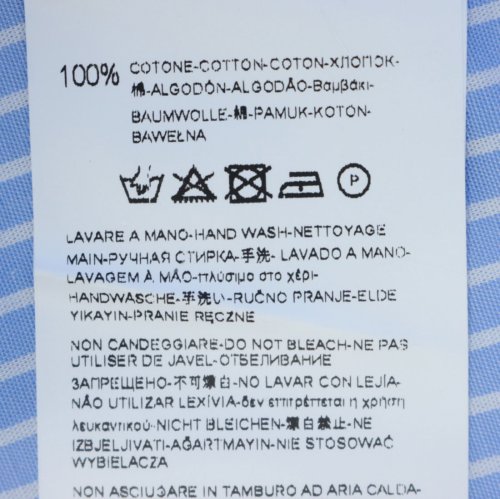 100% COTONE-COTTON-COTON-ХЛОПОК-
棉-ALGODÓN-ALGODÃO-Βαμβάκι-
BAUMWOLLE-棉-PAMUK-KOTON-
BAWEŁNA
P
LAVARE A MANO-HAND WASH-NETTOYAGE
MAIN-РУЧНАЯ СТИРКА-手洗- LAVADO A MANO-
LAVAGEM À MÃO-πλύσιμο στο χέρι-
HANDWASCHE-手洗い-RUČNO PRANJE-ELDE
YIKAYIN-PRANIE RĘCZNE
NON CANDEGGIARE-DO NOT BLEACH-NE PAS
UTILISER DE JAVEL-ОТБЕЛИВАНИЕ
ЗАПРЕЩЕНО-不可漂白-NO LAVAR CON LEJÍA-
NÃO UTILIZAR LEXÍVIA-δεν επιτρέπεται η χρήση
λευκαντικού-NICHT BLEICHEN-漂白禁止-NE
IZBJELJIVATI-AĞARTMAYIN-NIE STOSOWAĆ
WYBIELACZA
NON ASCIUGARE IN TAMBURO AD ARIA CALDA-